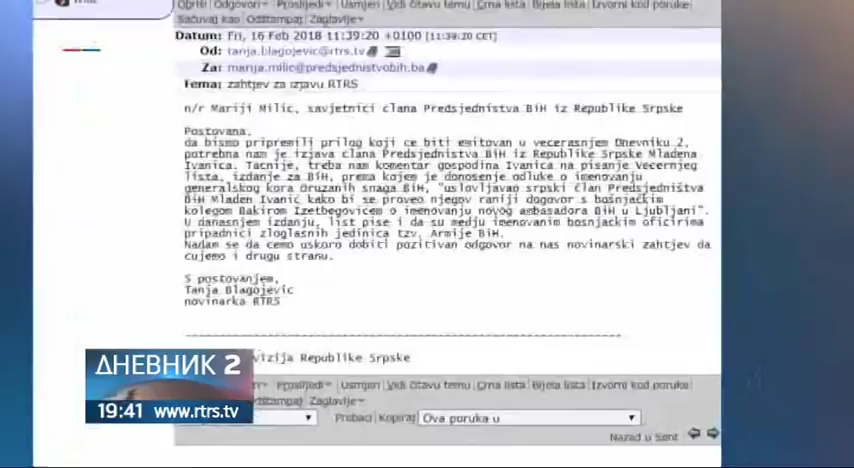 Obriši Odgovori Proslijedi Usmjeri Vidi čitavu temu Crna lista Bijela lista Izvorni kod poruke
Sačuvaj kao Odštampaj Zaglavlje
Datum: Fri, 16 Feb 2018 11:39:20 +0100 [11:39:20 CET]
Od: tanja.blagojevic@rtrs.tv
Za: marija.milic@predsjednistvobih.ba
Tema: zahtjev za izjavu RTRS
n/r Mariji Milic, savjetnici clana Predsjednistva BiH iz Republike Srpske
Postovana,
da bismo pripremili prilog koji ce biti emitovan u vecerasnjem Dnevniku 2,
potrebna nam je izjava clana Predsjednistva BiH iz Republike Srpske Mladena
Ivanica. Tacnije, treba nam komentar gospodina Ivanica na pisanje Vecernjeg
lista, izdanje za BiH, prema kojem je donosenje odluke o imenovanju
generalskog kora Oruzanih snaga BiH, "uslovljavao srpski član Predsjedništva
BiH Mladen Ivanić kako bi se proveo njegov raniji dogovor s bošnjačkim
kolegom Bakirom Izetbegovićem o imenovanju novog ambasadora BiH u Ljubljani".
U danasnjem izdanju, list pise i da su medju imenovanim bosnjackim oficirima
pripadnici zloglasnih jedinica tzv. Armije BiH.
Nadam se da cemo uskoro dobiti pozitivan odgovor na nas novinarski zahtjev da
cujemo i drugu stranu.
S postovanjem,
Tanja Blagojevic
novinarka RTRS
vizija Republike Srpske
Proslijedi Usmjeri Vidi čitavu temu Crna lista Bijela lista Izvorni kod poruke
Odštampaj Zaglavlje
Prebaci Kopiraj Ova poruka u
Nazad u Sent
ДНЕВНИК 2
19:41 www.rtrs.tv